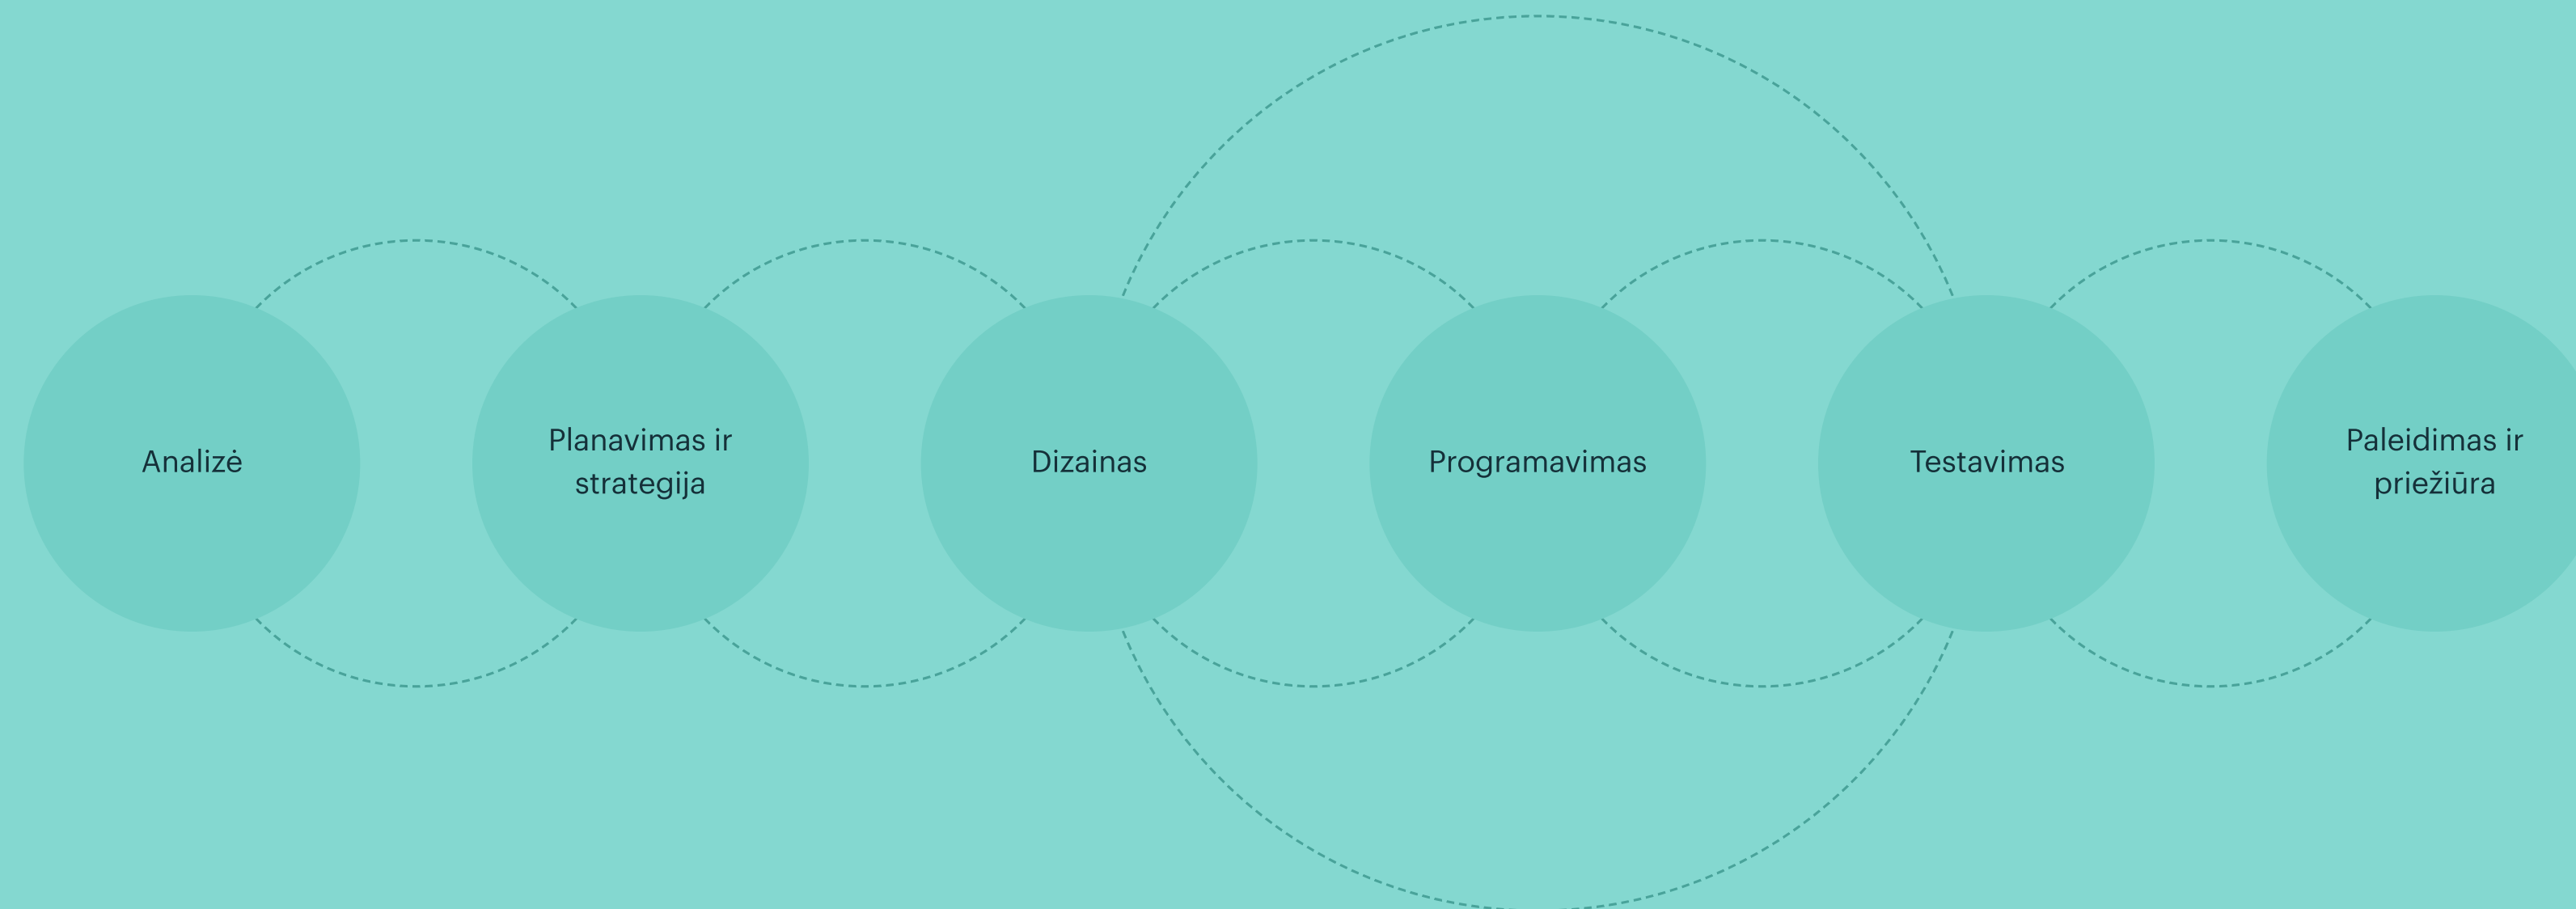 Analizė
Planavimas ir
strategija
Dizainas
Programavimas
Testavimas
Paleidimas ir
priežiūra